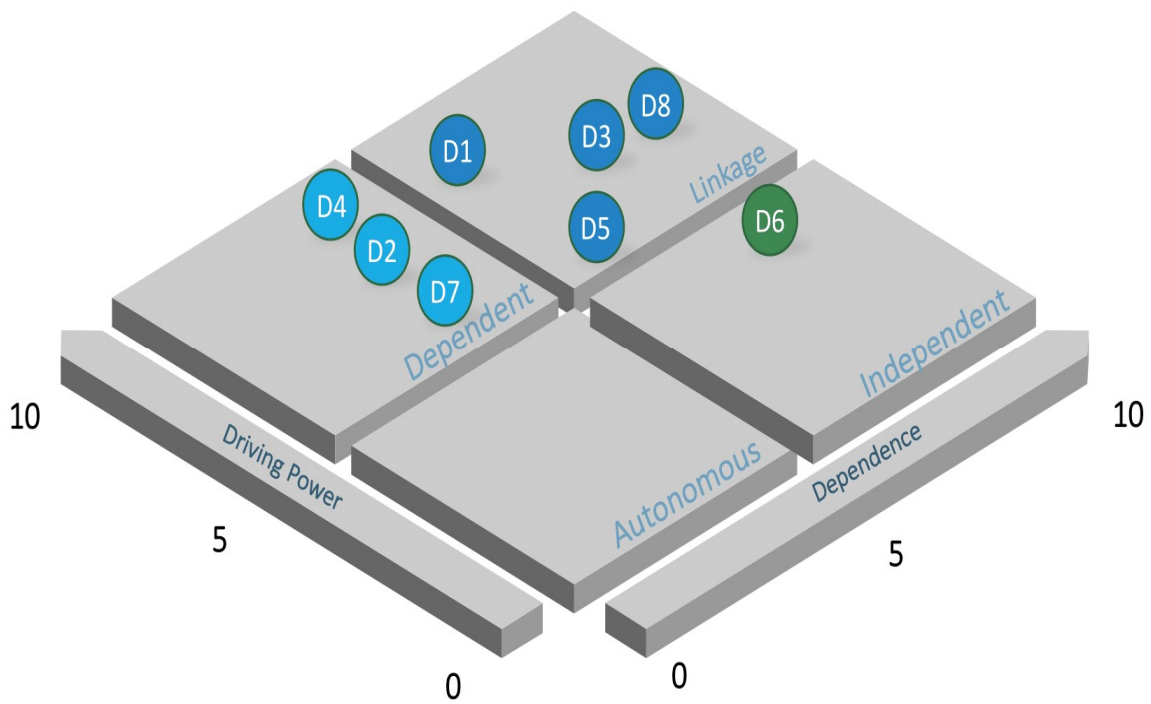 D8
D3
D1
Linkage
D4
D6
D5
D2
D7
Dependent
Independent
10
10
Driving Power
Dependence
Autonomous
5
5
0
0